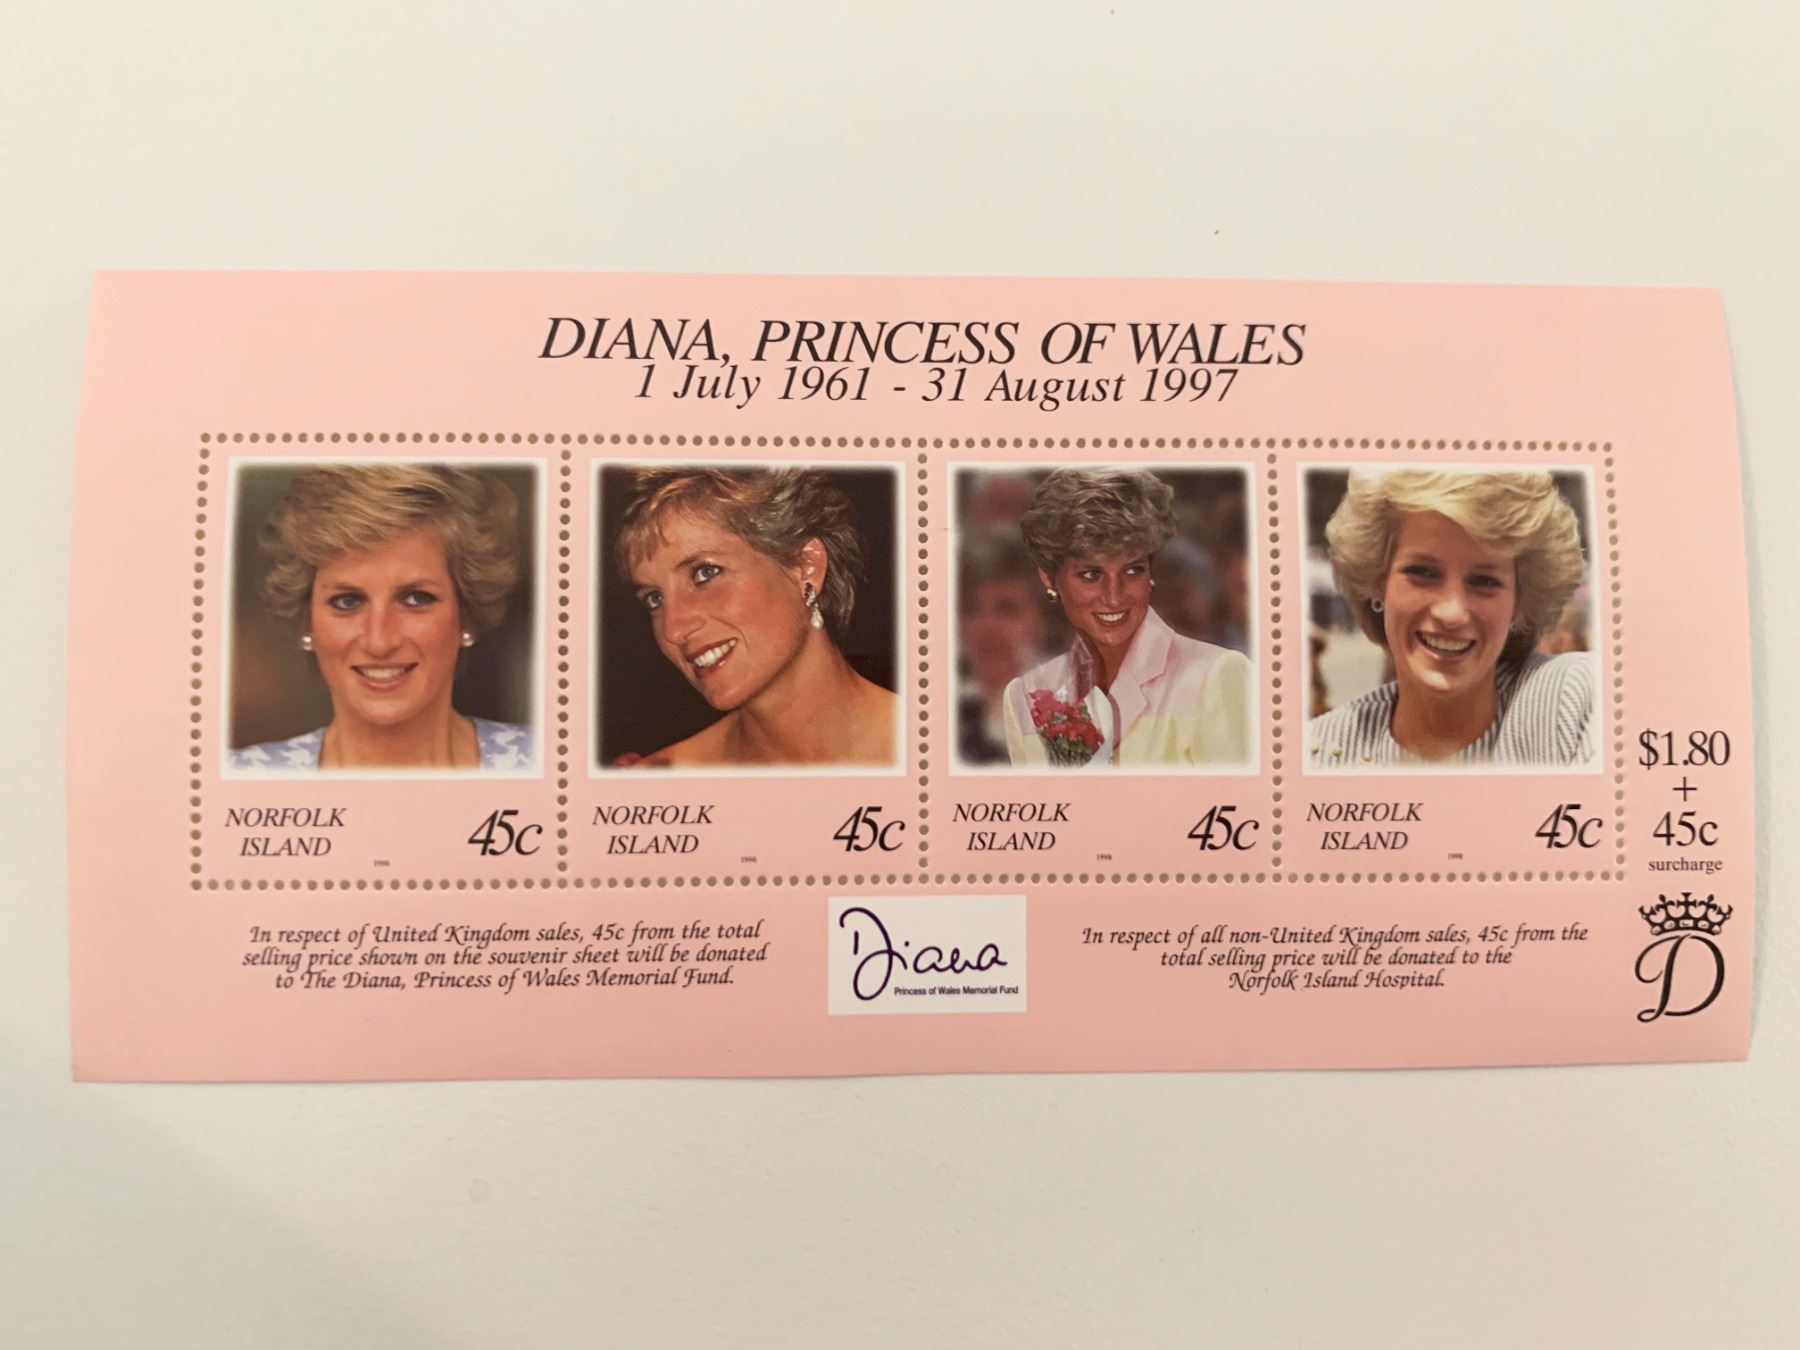 DIANA, PRINCESS OF WALES
1 July 1961 - 31 August 1997
NORFOLK
ISLAND
1998
45c
NORFOLK
ISLAND
1998
45c
NORFOLK
ISLAND
1998
45c
NORFOLK
ISLAND
1998
45c
$1.80
+
45c
surcharge
In respect of United Kingdom sales, 45c from the total
selling price shown on the souvenir sheet will be donated
to The Diana, Princess of Wales Memorial Fund.
Diana
Princess of Wales Memorial Fund
In respect of all non-United Kingdom sales, 45c from the
total selling price will be donated to the
Norfolk Island Hospital.
D